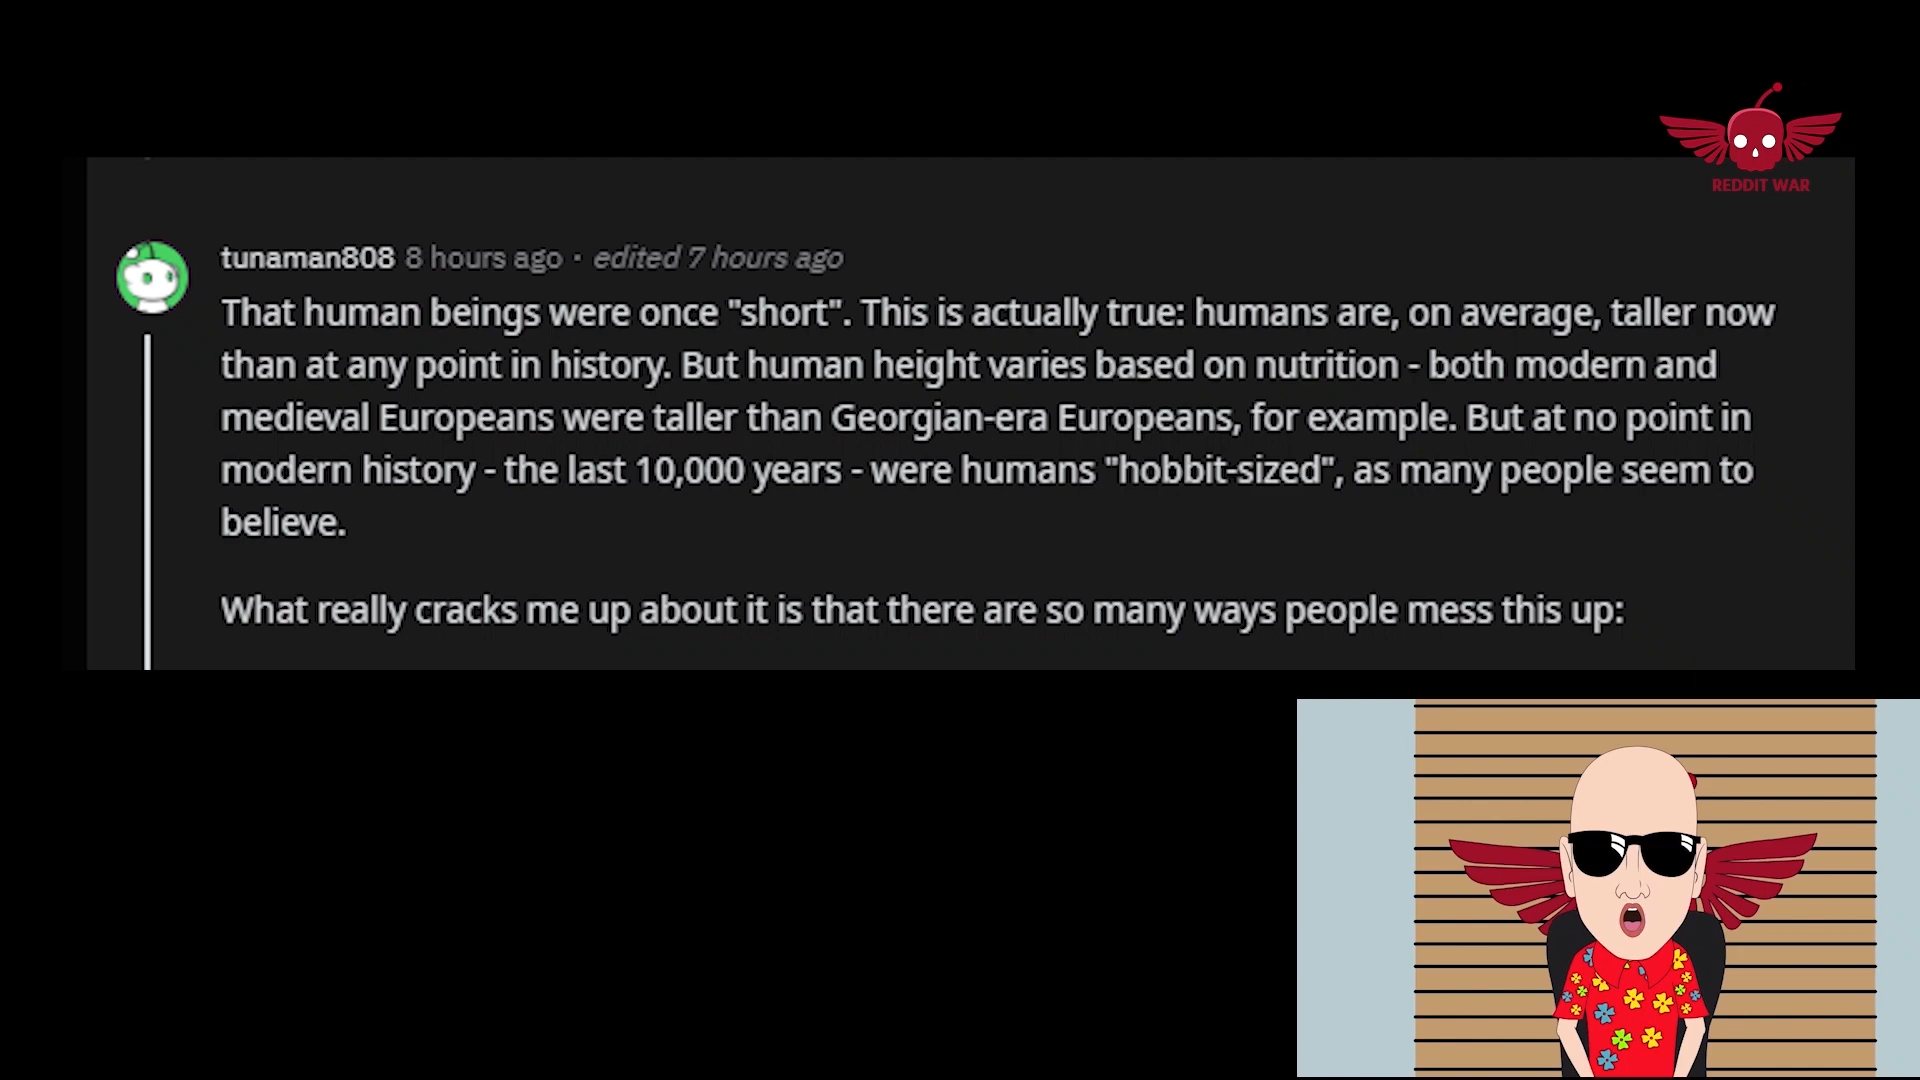 REDDIT WAR
tunaman808 8 hours ago · edited 7 hours ago
That human beings were once "short". This is actually true: humans are, on average, taller now
than at any point in history. But human height varies based on nutrition - both modern and
medieval Europeans were taller than Georgian-era Europeans, for example. But at no point in
modern history - the last 10,000 years - were humans "hobbit-sized", as many people seem to
believe.
What really cracks me up about it is that there are so many ways people mess this up: